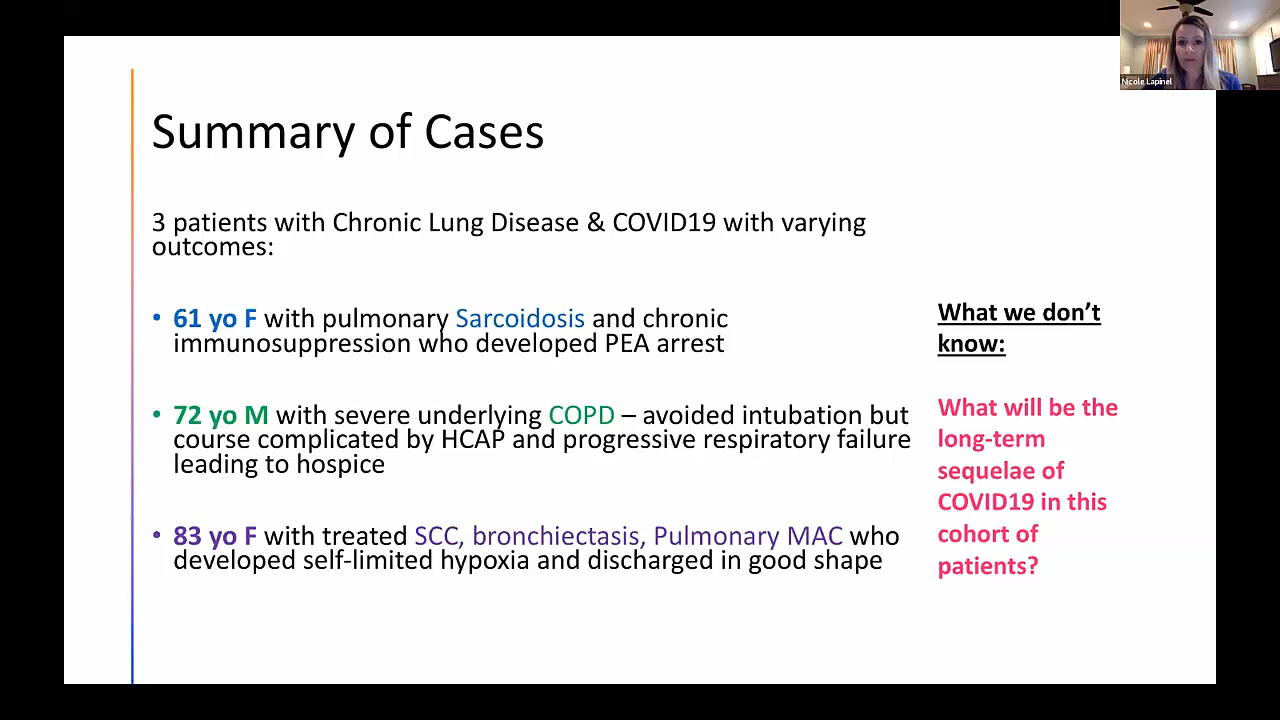 Nicole Lapinel
Summary of Cases
3 patients with Chronic Lung Disease & COVID19 with varying
outcomes:
• 61 yo F with pulmonary Sarcoidosis and chronic
immunosuppression who developed PEA arrest
• 72 yo M with severe underlying COPD – avoided intubation but
course complicated by HCAP and progressive respiratory failure
leading to hospice
• 83 yo F with treated SCC, bronchiectasis, Pulmonary MAC who
developed self-limited hypoxia and discharged in good shape
What we don’t
know:
What will be the
long-term
sequelae of
COVID19 in this
cohort of
patients?